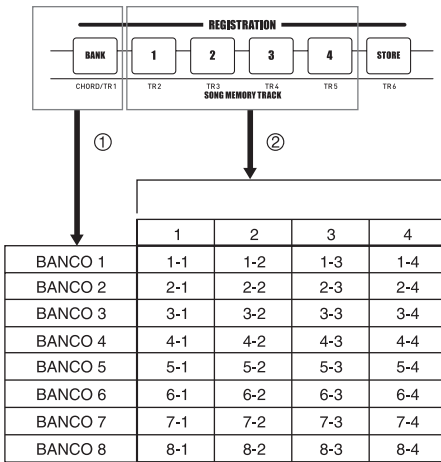 REGISTRATION
BANK 1 2 3 4 STORE
CHORD/TR1 TR2 TR3 TR4 TR5 TR6
SONG MEMORY TRACK
① ②
1 2 3 4
BANCO 1 1-1 1-2 1-3 1-4
BANCO 2 2-1 2-2 2-3 2-4
BANCO 3 3-1 3-2 3-3 3-4
BANCO 4 4-1 4-2 4-3 4-4
BANCO 5 5-1 5-2 5-3 5-4
BANCO 6 6-1 6-2 6-3 6-4
BANCO 7 7-1 7-2 7-3 7-4
BANCO 8 8-1 8-2 8-3 8-4